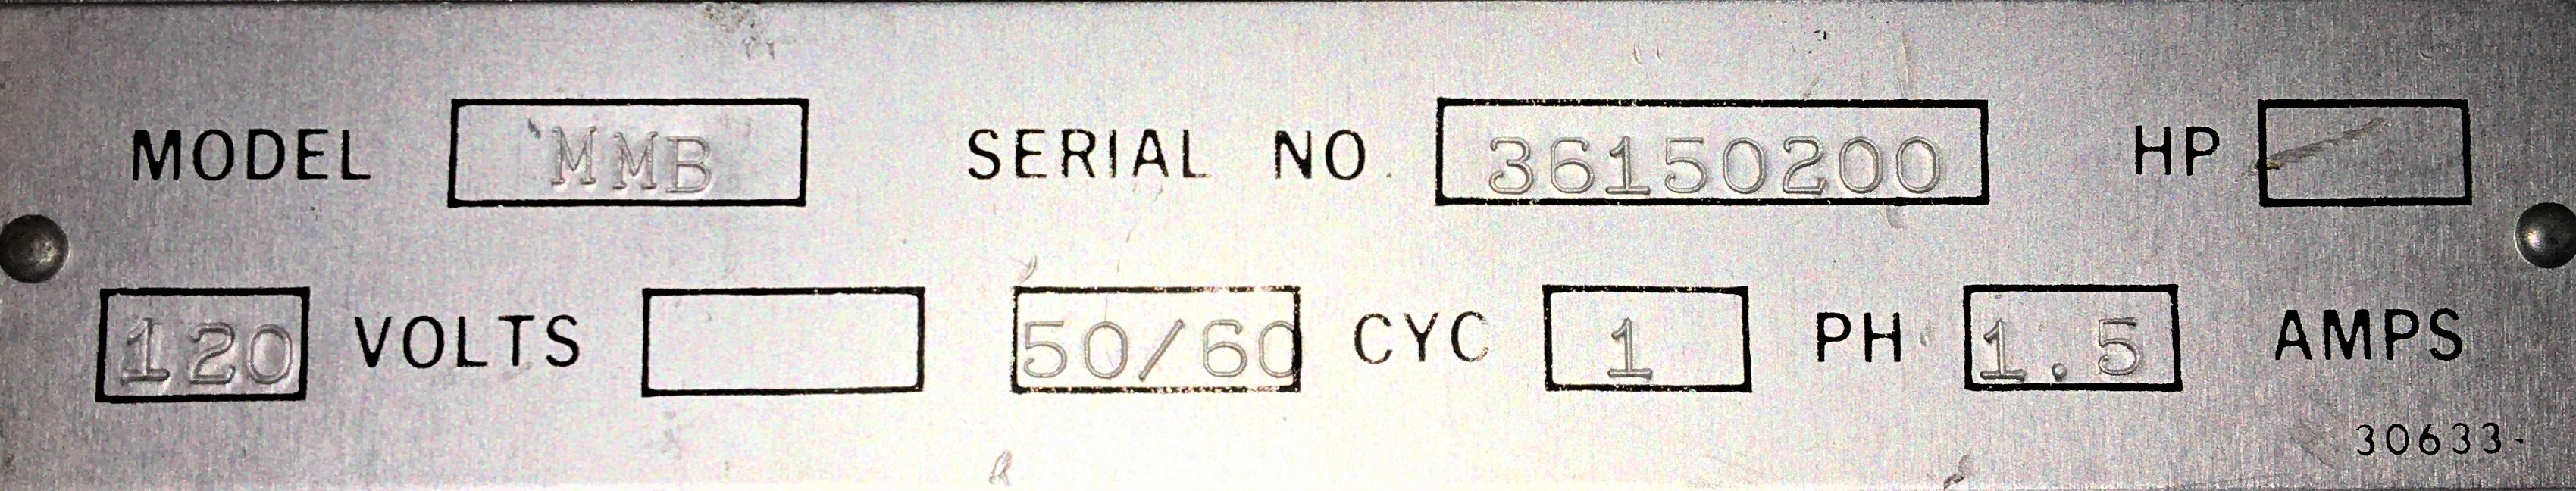 MODEL MMB SERIAL NO. 36150200 HP
120 VOLTS 50/60 CYC 1 PH 1.5 AMPS
30633-